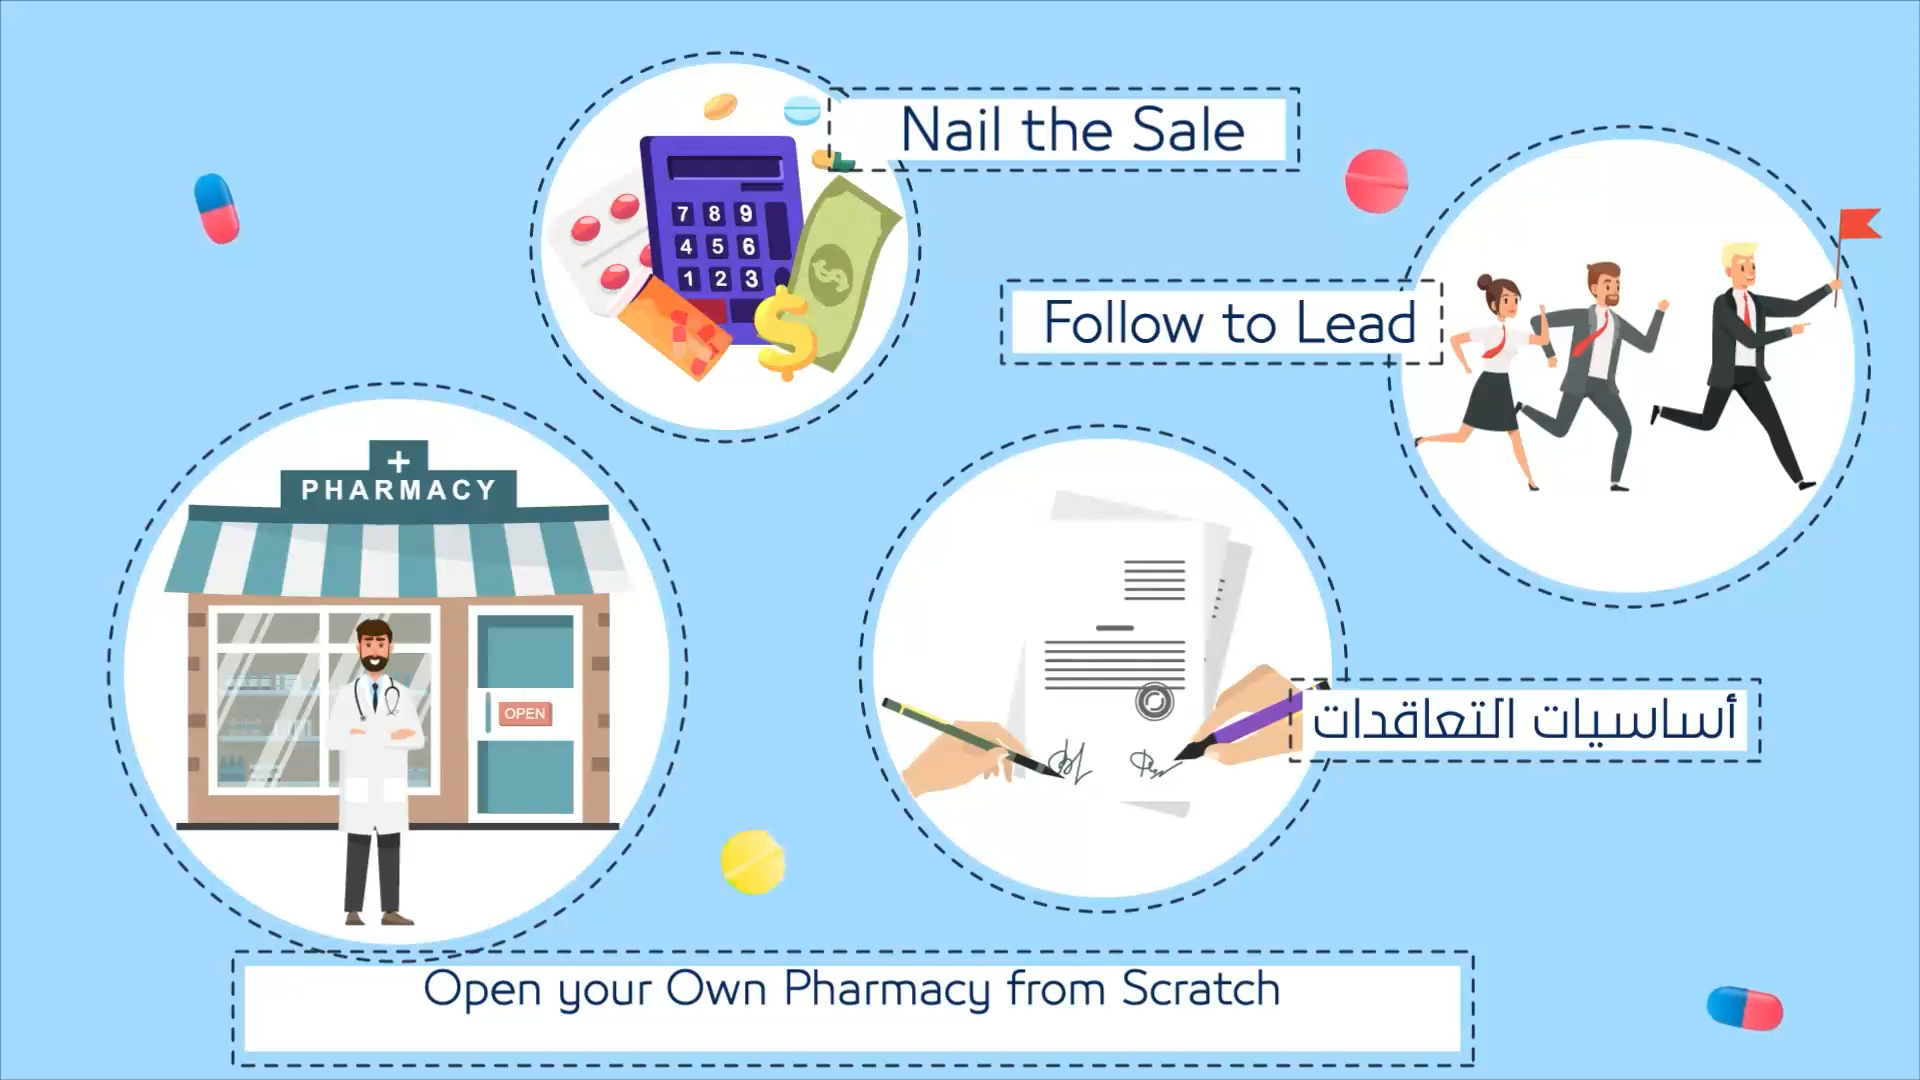 Nail the Sale
7 8 9
4 5 6
1 2 3
$
$
Follow to Lead
PHARMACY
OPEN
أساسيات التعاقدات
Open your Own Pharmacy from Scratch